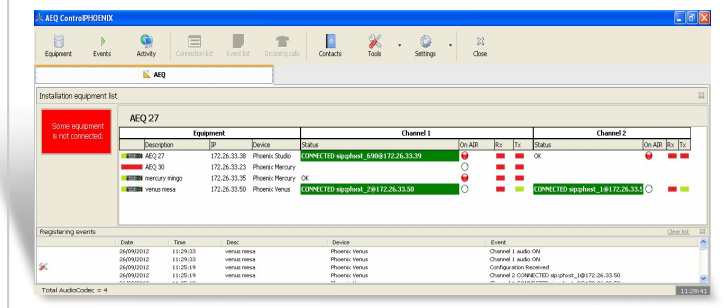 AEQ ControlPHOENIX
Equipment Events Activity Connection list Event list Incoming calls Contacts Tools Settings Close
AEQ
Installation equipment list
Some equipment
is not connected.
AEQ 27
Equipment Channel 1 Channel 2
Description IP Device Status On AIR Rx Tx Status On AIR Rx Tx
AEQ 27 172.26.33.38 Phoenix Studio CONNECTED sip:phxst_690@172.26.33.39 OK
AEQ 30 172.26.33.23 Phoenix Mercury
mercury mingo 172.26.33.35 Phoenix Mercury OK
venus mesa 172.26.33.50 Phoenix Venus CONNECTED sip:phxst_2@172.26.33.50 CONNECTED sip:phxst_1@172.26.33.5
Registering events Clear list
Date Time Desc Device Event
26/09/2012 11:29:33 venus mesa Phoenix Venus Channel 1 audio ON
26/09/2012 11:29:33 venus mesa Phoenix Venus Channel 1 audio ON
26/09/2012 11:25:19 venus mesa Phoenix Venus Configuration Received
26/09/2012 11:25:19 venus mesa Phoenix Venus Channel 2 CONNECTED sip:phxst_1@172.26.33.50
Total AudioCodec = 4 11:29:41